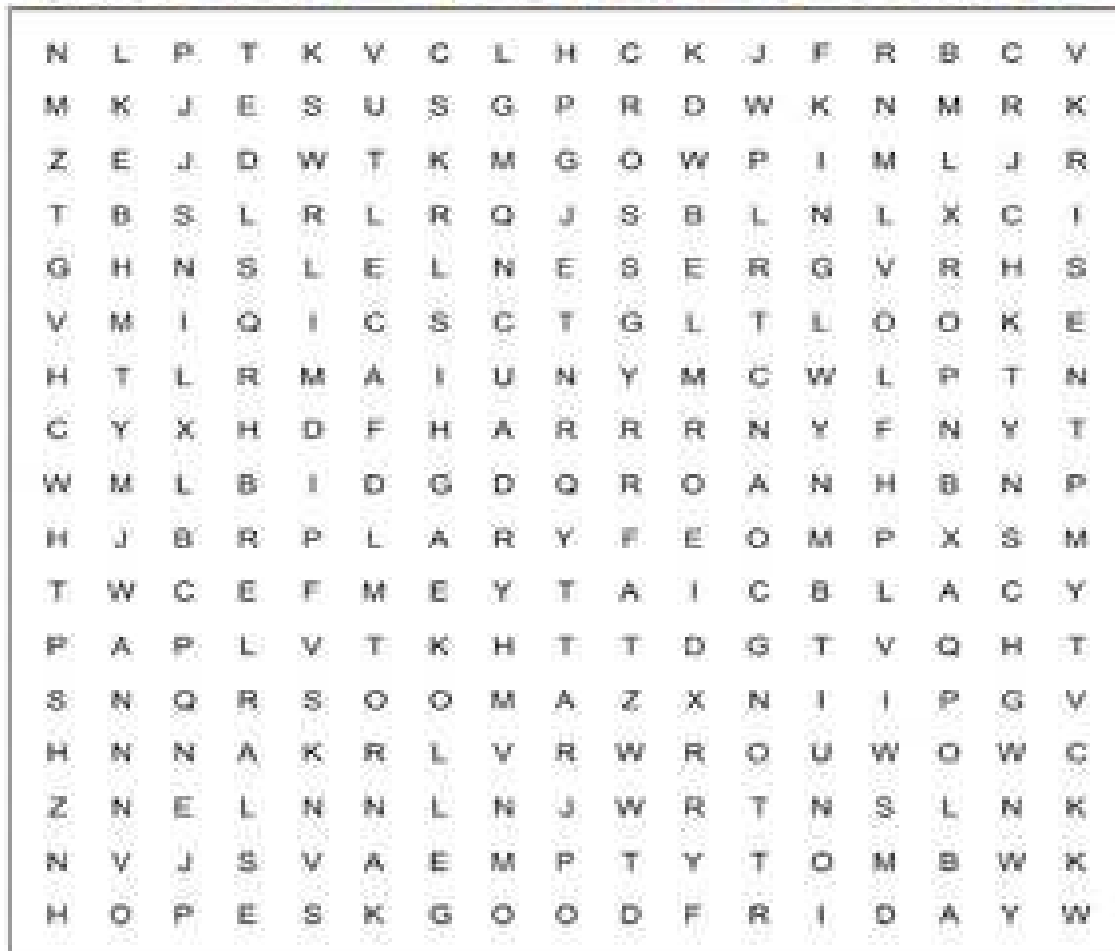 N L P T K V C L H C K J F R B C V
M K J E S U S G P R D W K N M R K
Z E J D W T K M G O W P I M L J R
T B S L R L R Q J S B L N L X C I
G H N S L E L N E S E R G V R H S
V M I Q I C S C T G L T L O O K E
H T L R M A I U N Y M C W L P T N
C Y X H D F H A R R R N Y F N Y T
W M L B I D G D Q R O A N H B N P
H J B R P L A R Y F E O M P X S M
T W C E F M E Y T A I C B L A C Y
P A P L V T K H T T D G T V Q H T
S N Q R S O O M A Z X N I I P G V
H N N A K R L V R W R O U W O W C
Z N E L N N L N J W R T N S L N K
N V J S V A E M P T Y T O M B W K
H O P E S K G O O D F R I D A Y W